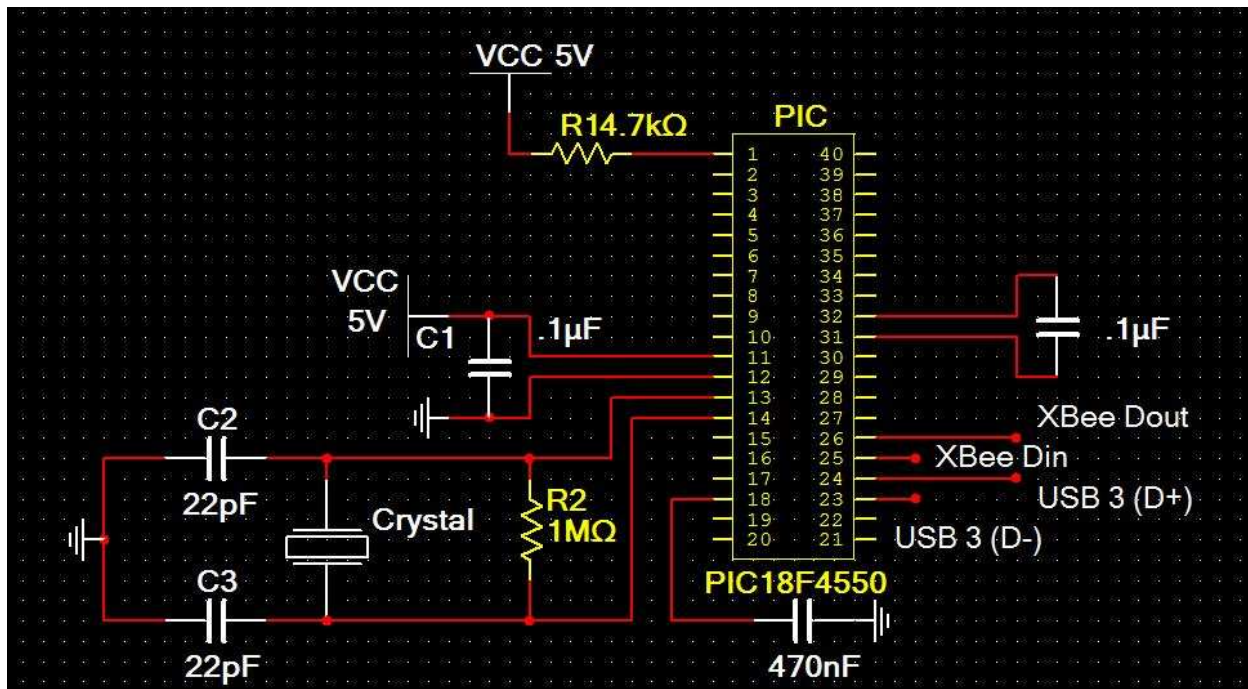 VCC 5V
R14.7kΩ
PIC
1 40
2 39
3 38
4 37
5 36
6 35
7 34
8 33
9 32
10 31
11 30
12 29
13 28
14 27
15 26
16 25
17 24
18 23
19 22
20 21
PIC18F4550
VCC
5V
C1
.1µF
.1µF
C2
22pF
Crystal
R2
1MΩ
C3
22pF
XBee Dout
XBee Din
USB 3 (D+)
USB 3 (D-)
470nF